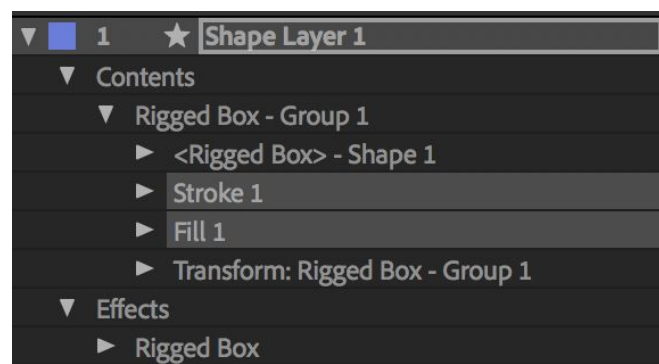 1 Shape Layer 1
Contents
Rigged Box - Group 1
<Rigged Box> - Shape 1
Stroke 1
Fill 1
Transform: Rigged Box - Group 1
Effects
Rigged Box